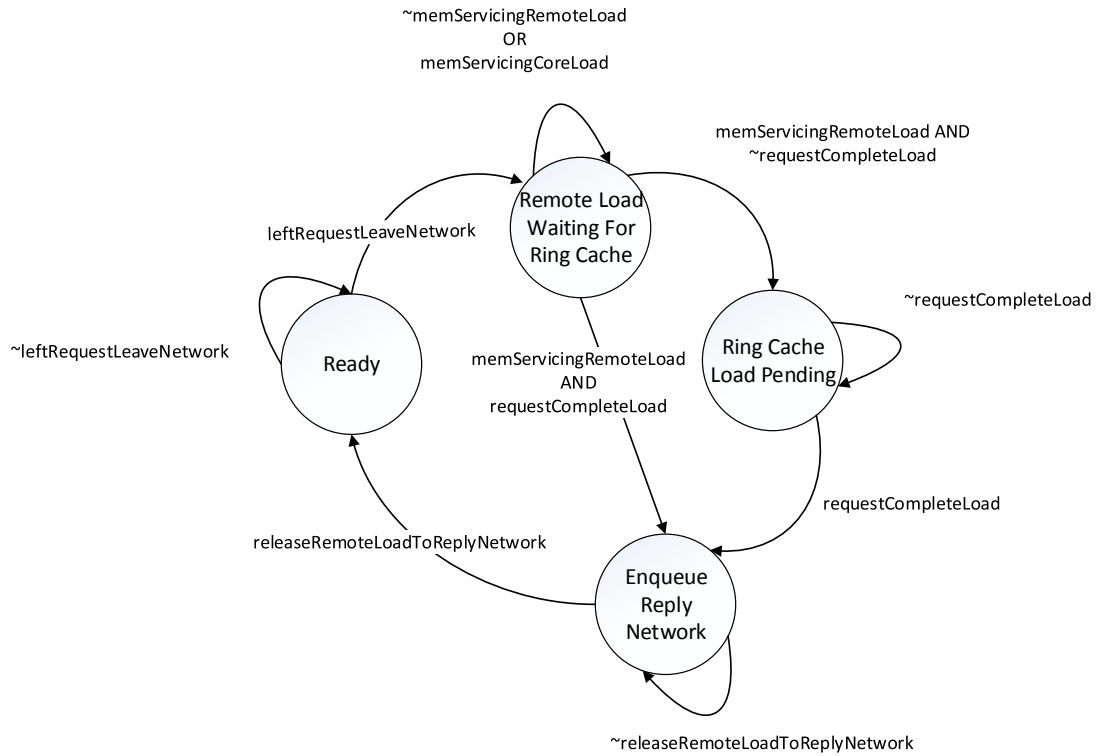 ~memServicingRemoteLoad
OR
memServicingCoreLoad
memServicingRemoteLoad AND
~requestCompleteLoad
Remote Load
Waiting For
Ring Cache
leftRequestLeaveNetwork
~requestCompleteLoad
~leftRequestLeaveNetwork
Ready
memServicingRemoteLoad
AND
requestCompleteLoad
Ring Cache
Load Pending
requestCompleteLoad
releaseRemoteLoadToReplyNetwork
Enqueue
Reply
Network
~releaseRemoteLoadToReplyNetwork